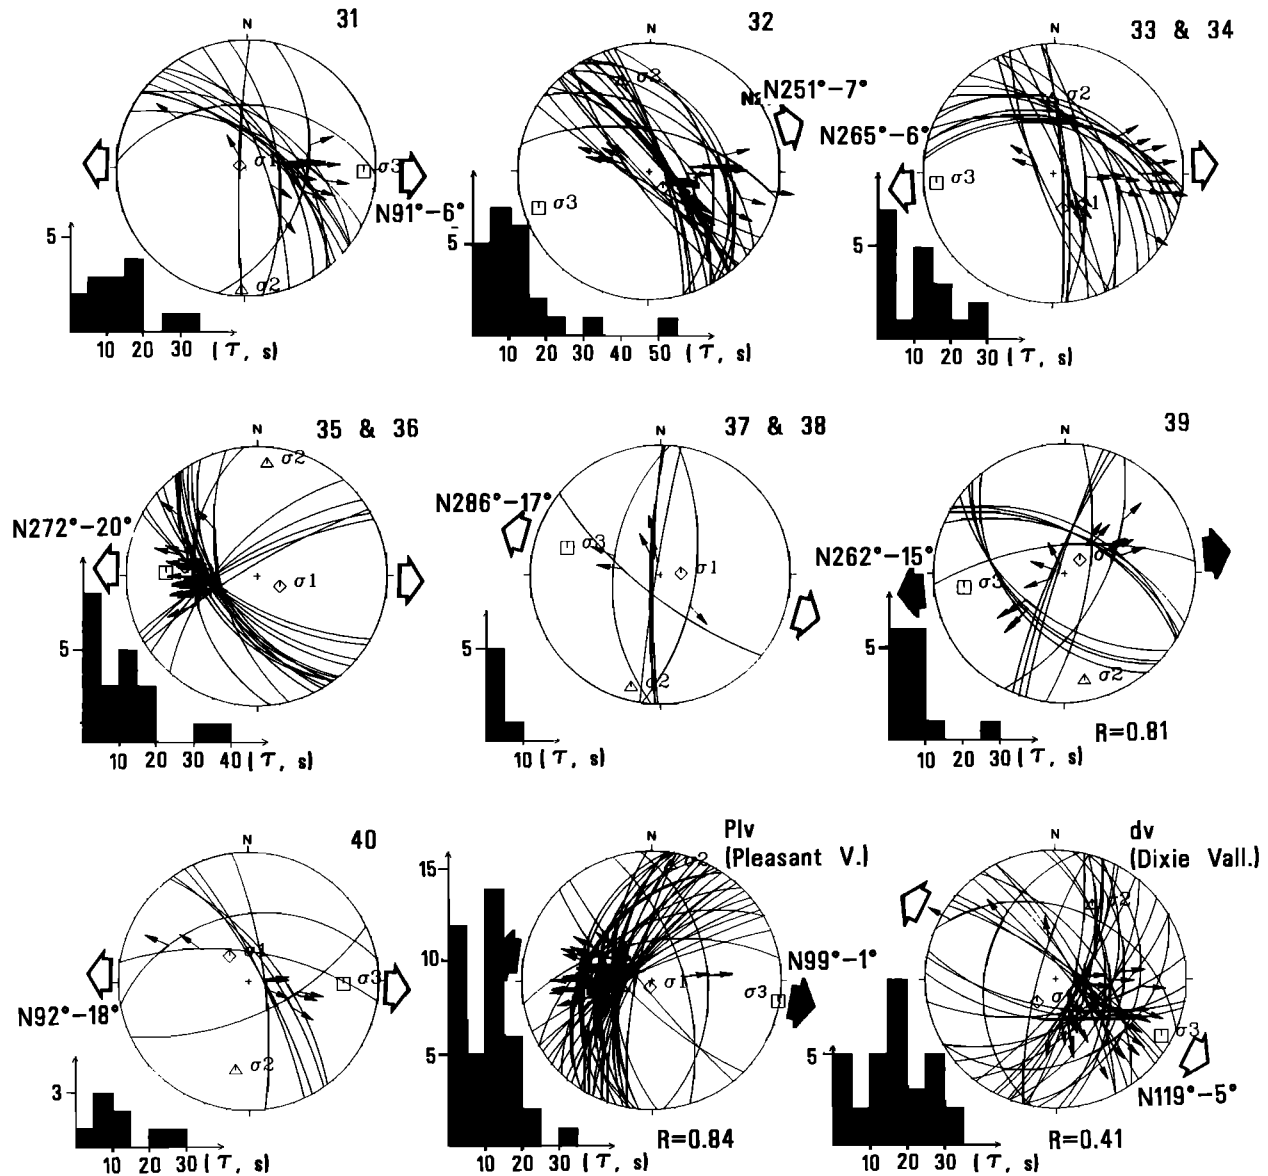 31
N
σ1
σ3
N91°-6°
σ2
5
10 20 30 (τ, s)
32
N
σ2
N251°-7°
σ3
5
10 20 30 40 50 (τ, s)
33 & 34
N
σ2
N265°-6°
σ3
5
10 20 30 (τ, s)
35 & 36
N
σ2
N272°-20°
σ1
5
10 20 30 40 (τ, s)
37 & 38
N
N286°-17°
σ3
σ1
σ2
5
10 (τ, s)
39
N
N262°-15°
σ3
σ2
5
10 20 30 (τ, s)
R=0.81
40
N
σ1
σ3
N92°-18°
σ2
3
10 20 30 (τ, s)
Plv
(Pleasant V.)
N
σ2
15
10
5
10
N99°-1°
σ1
σ3
10 20 30 (τ, s)
R=0.84
dv
(Dixie Vall.)
N
σ2
σ3
N119°-5°
5
10 20 30 (τ, s)
R=0.41